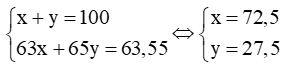 {x + y = 100 ⇔ {x = 72,5
{63x + 65y = 63,55 {y = 27,5